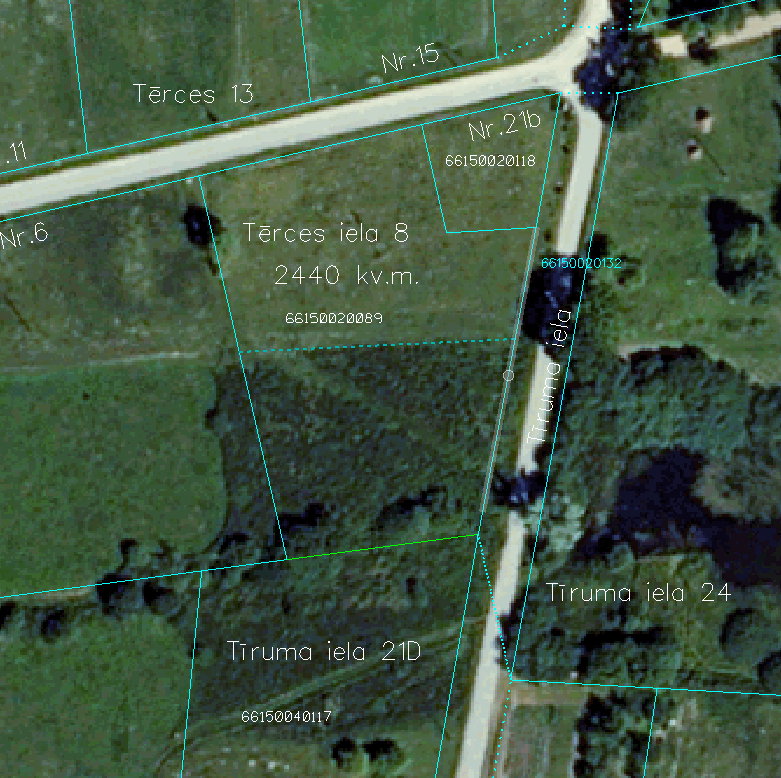 Nr.15
Tērces 13
Nr.21b
.11
66150020118
Nr.6
Tērces iela 8
66150020132
2440 kv.m.
66150020089
Tīruma iela
Tīruma iela 24
Tīruma iela 21D
66150040117